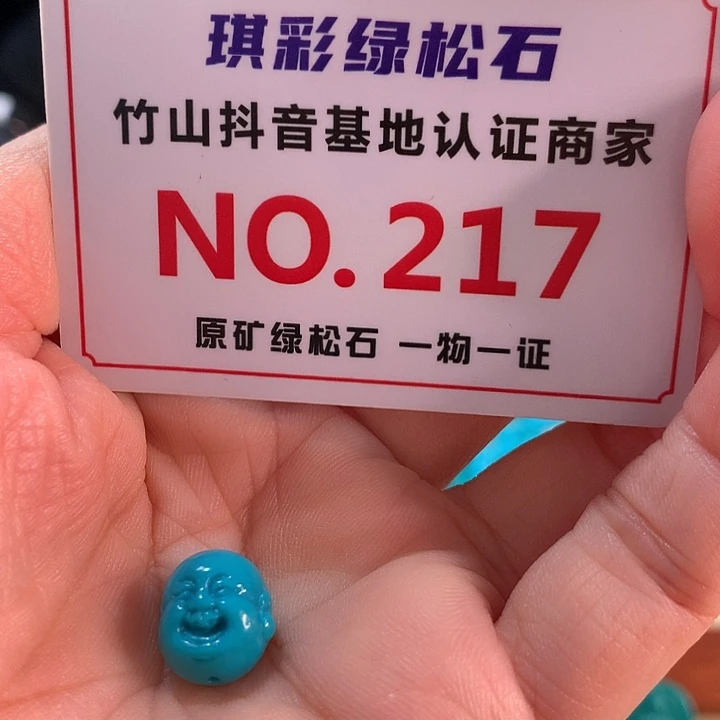 琪彩绿松石
竹山抖音基地认证商家
NO.217
原矿绿松石 一物一证